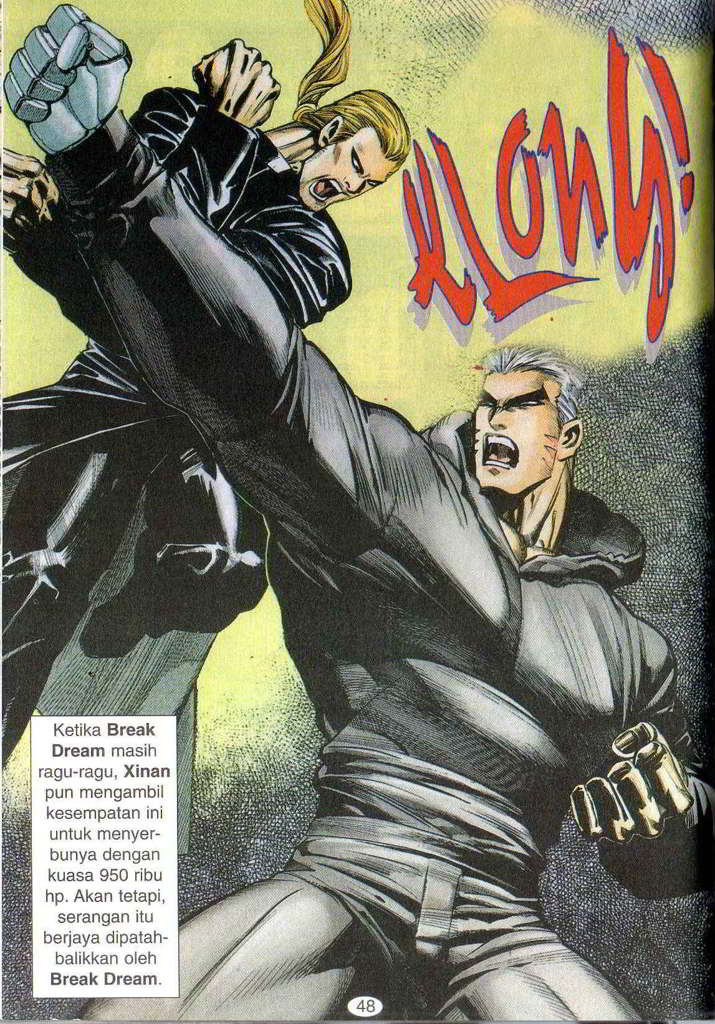 KLONG!
Ketika Break
Dream masih
ragu-ragu, Xinan
pun mengambil
kesempatan ini
untuk menyer-
bunya dengan
kuasa 950 ribu
hp. Akan tetapi,
serangan itu
berjaya dipatah-
balikkan oleh
Break Dream.
48